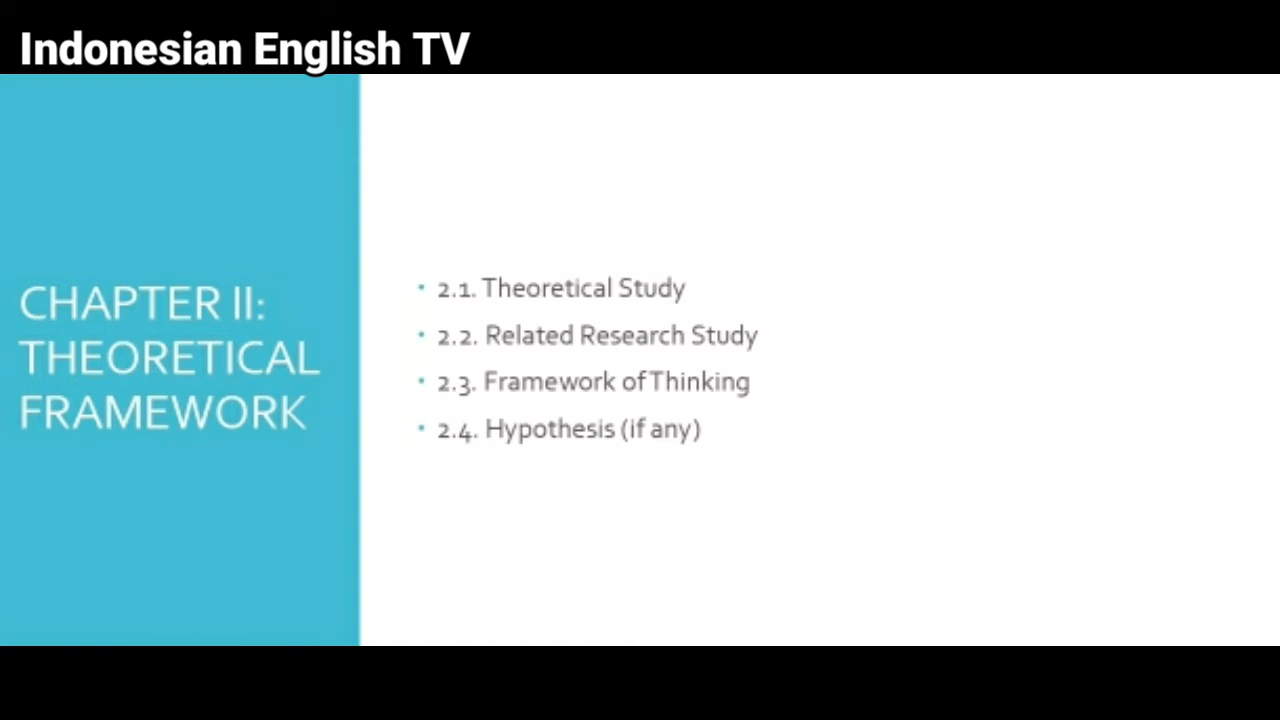 Indonesian English TV
CHAPTER II:
THEORETICAL
FRAMEWORK
• 2.1. Theoretical Study
• 2.2. Related Research Study
• 2.3. Framework of Thinking
• 2.4. Hypothesis (if any)